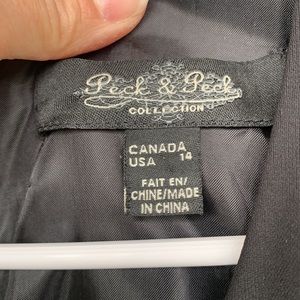 Peck & Peck
COLLECTION
CANADA
USA 14
FAIT EN/
CHINE/MADE
IN CHINA